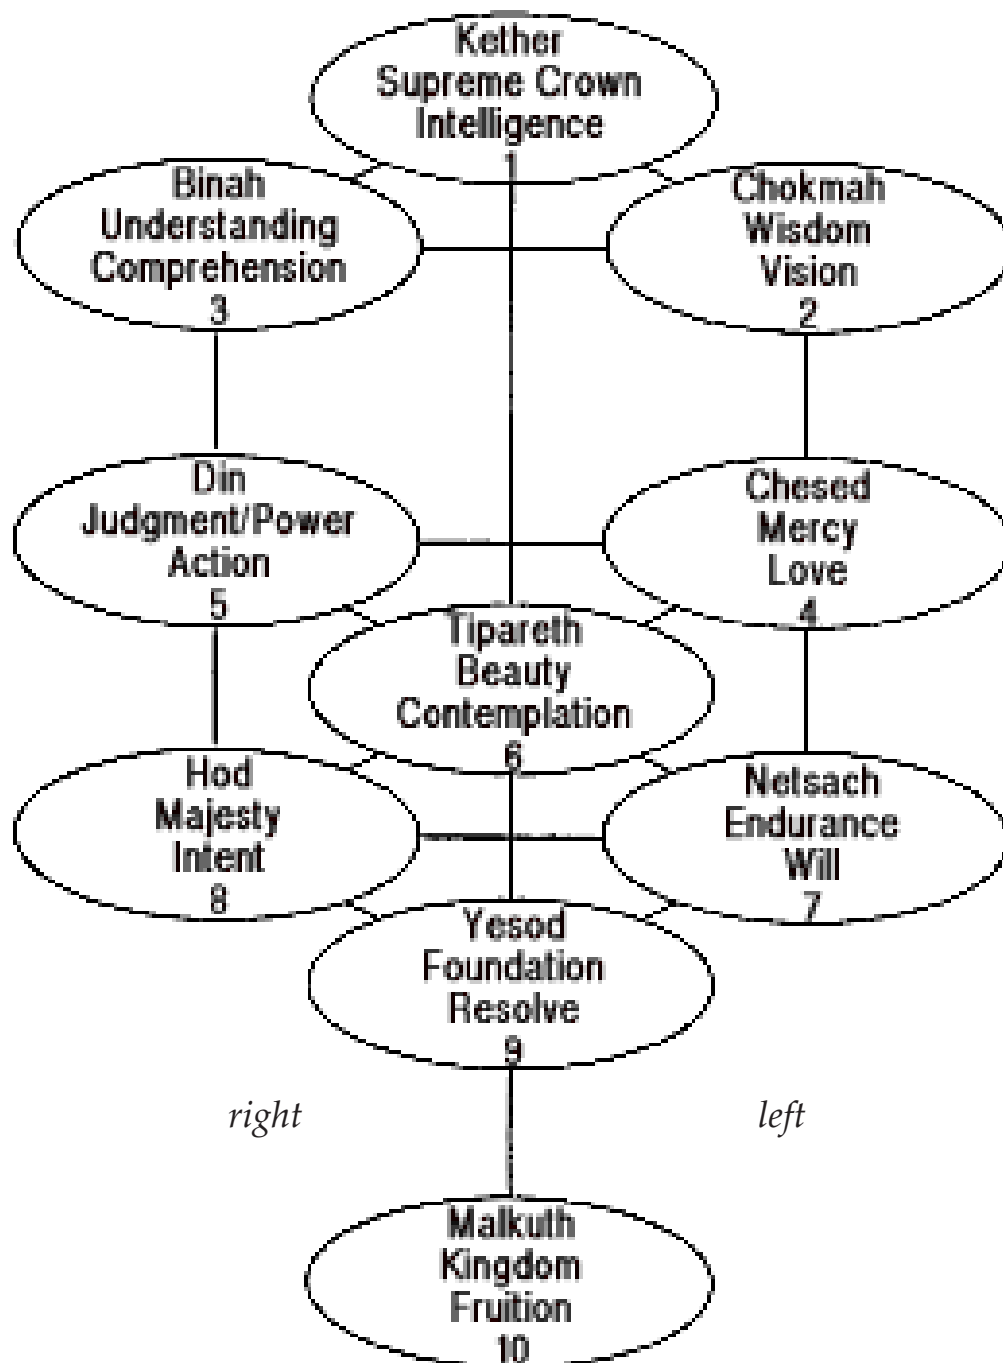 Kether
Supreme Crown
Intelligence
1
Binah
Understanding
Comprehension
3
Chokmah
Wisdom
Vision
2
Din
Judgment/Power
Action
5
Chesed
Mercy
Love
4
Tipareth
Beauty
Contemplation
6
Hod
Majesty
Intent
8
Netsach
Endurance
Will
7
Yesod
Foundation
Resolve
9
right
left
Malkuth
Kingdom
Fruition
10